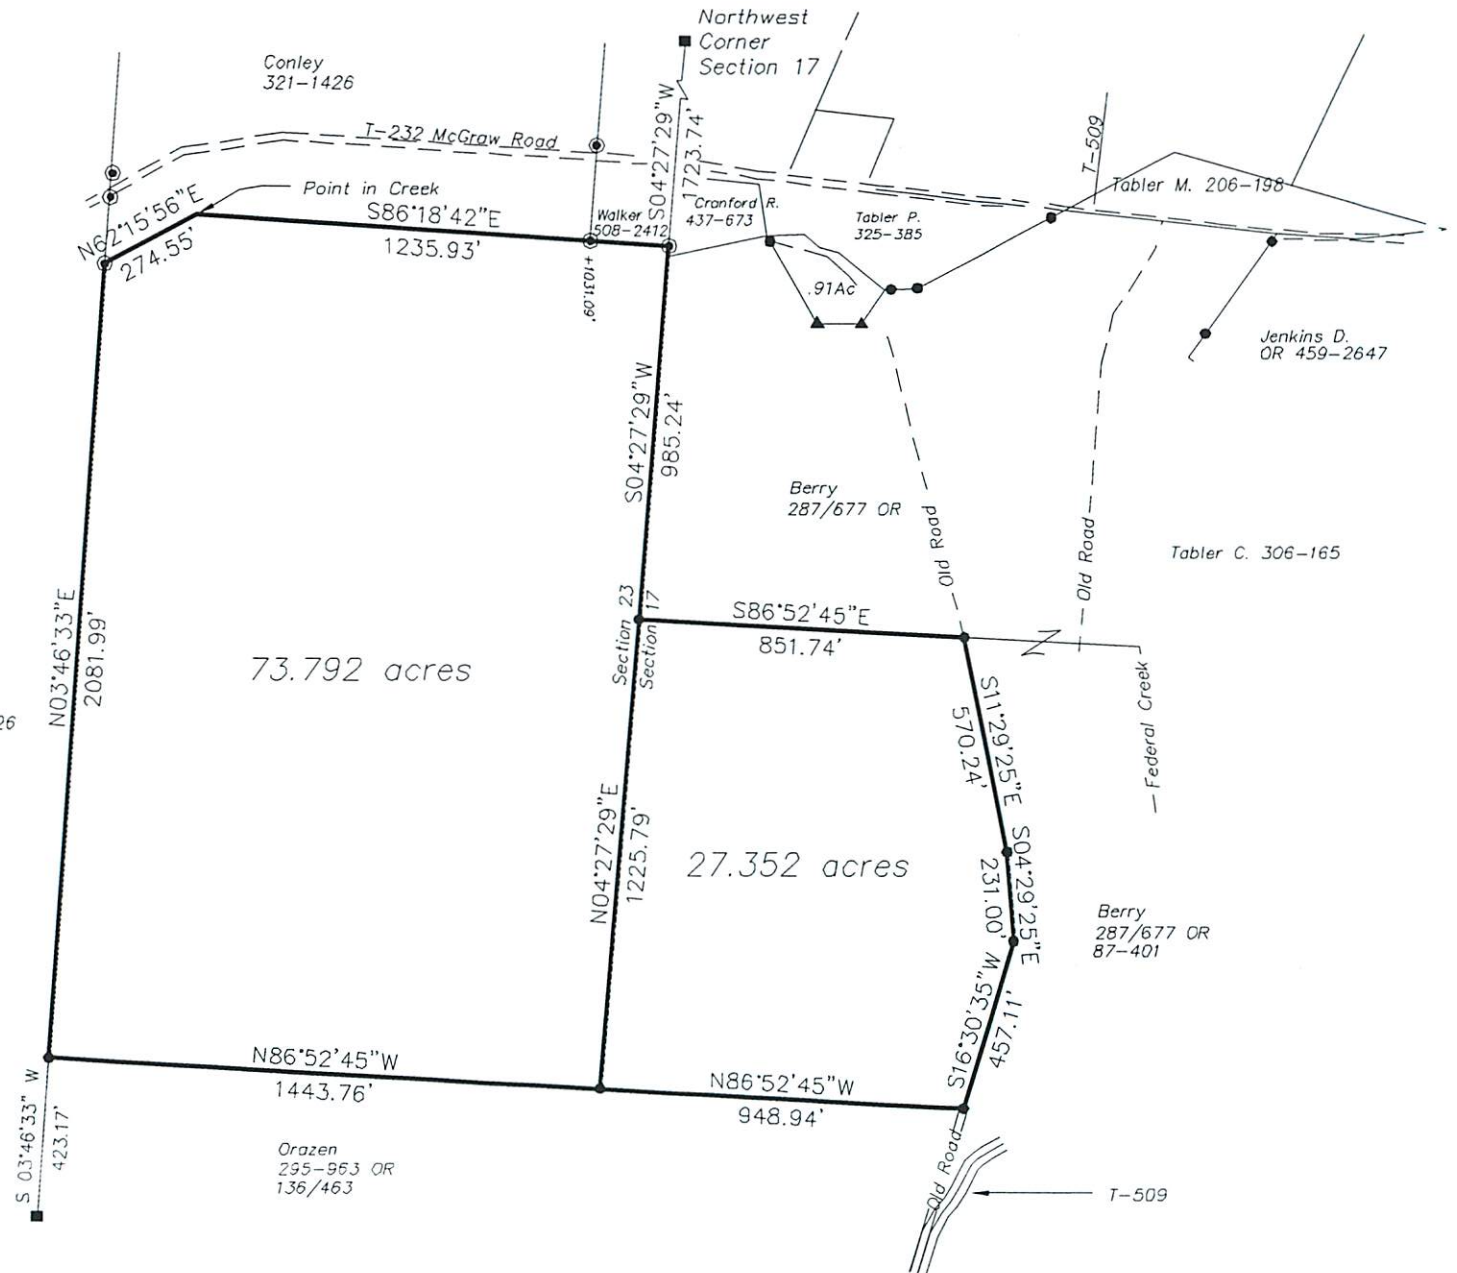 Northwest
Corner
Section 17
Conley
321-1426
T-232 McGraw Road
S04°27'29"W
1723.74'
T-509
Point in Creek
N62°15'56"E
274.55'
S86°18'42"E
1235.93'
Walker
508-2412
+1031.09'
Cranford R.
437-673
Tabler P.
325-385
Tabler M. 206-198
.91Ac
Jenkins D.
OR 459-2647
S04°27'29"W
985.24'
Berry
287/677 OR
Old Road
Old Road
Tabler C. 306-165
N03°46'33"E
2081.99'
73.792 acres
Section 23
Section 17
S86°52'45"E
851.74'
Federal Creek
26
S11°29'25"E
570.24'
N04°27'29"E
1225.79'
27.352 acres
S04°29'25"E
231.00'
Berry
287/677 OR
87-401
S16°30'35"W
457.11'
N86°52'45"W
1443.76'
N86°52'45"W
948.94'
S 03°46'33" W
423.17'
Orazen
295-963 OR
136/463
Old Road
T-509